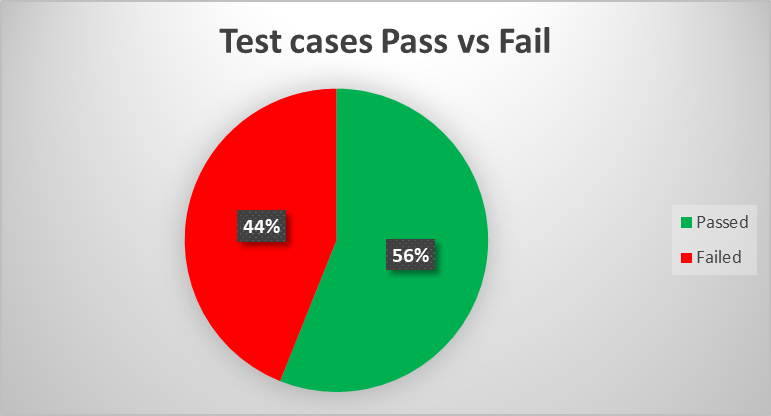 Test cases Pass vs Fail
44%
56%
Passed
Failed